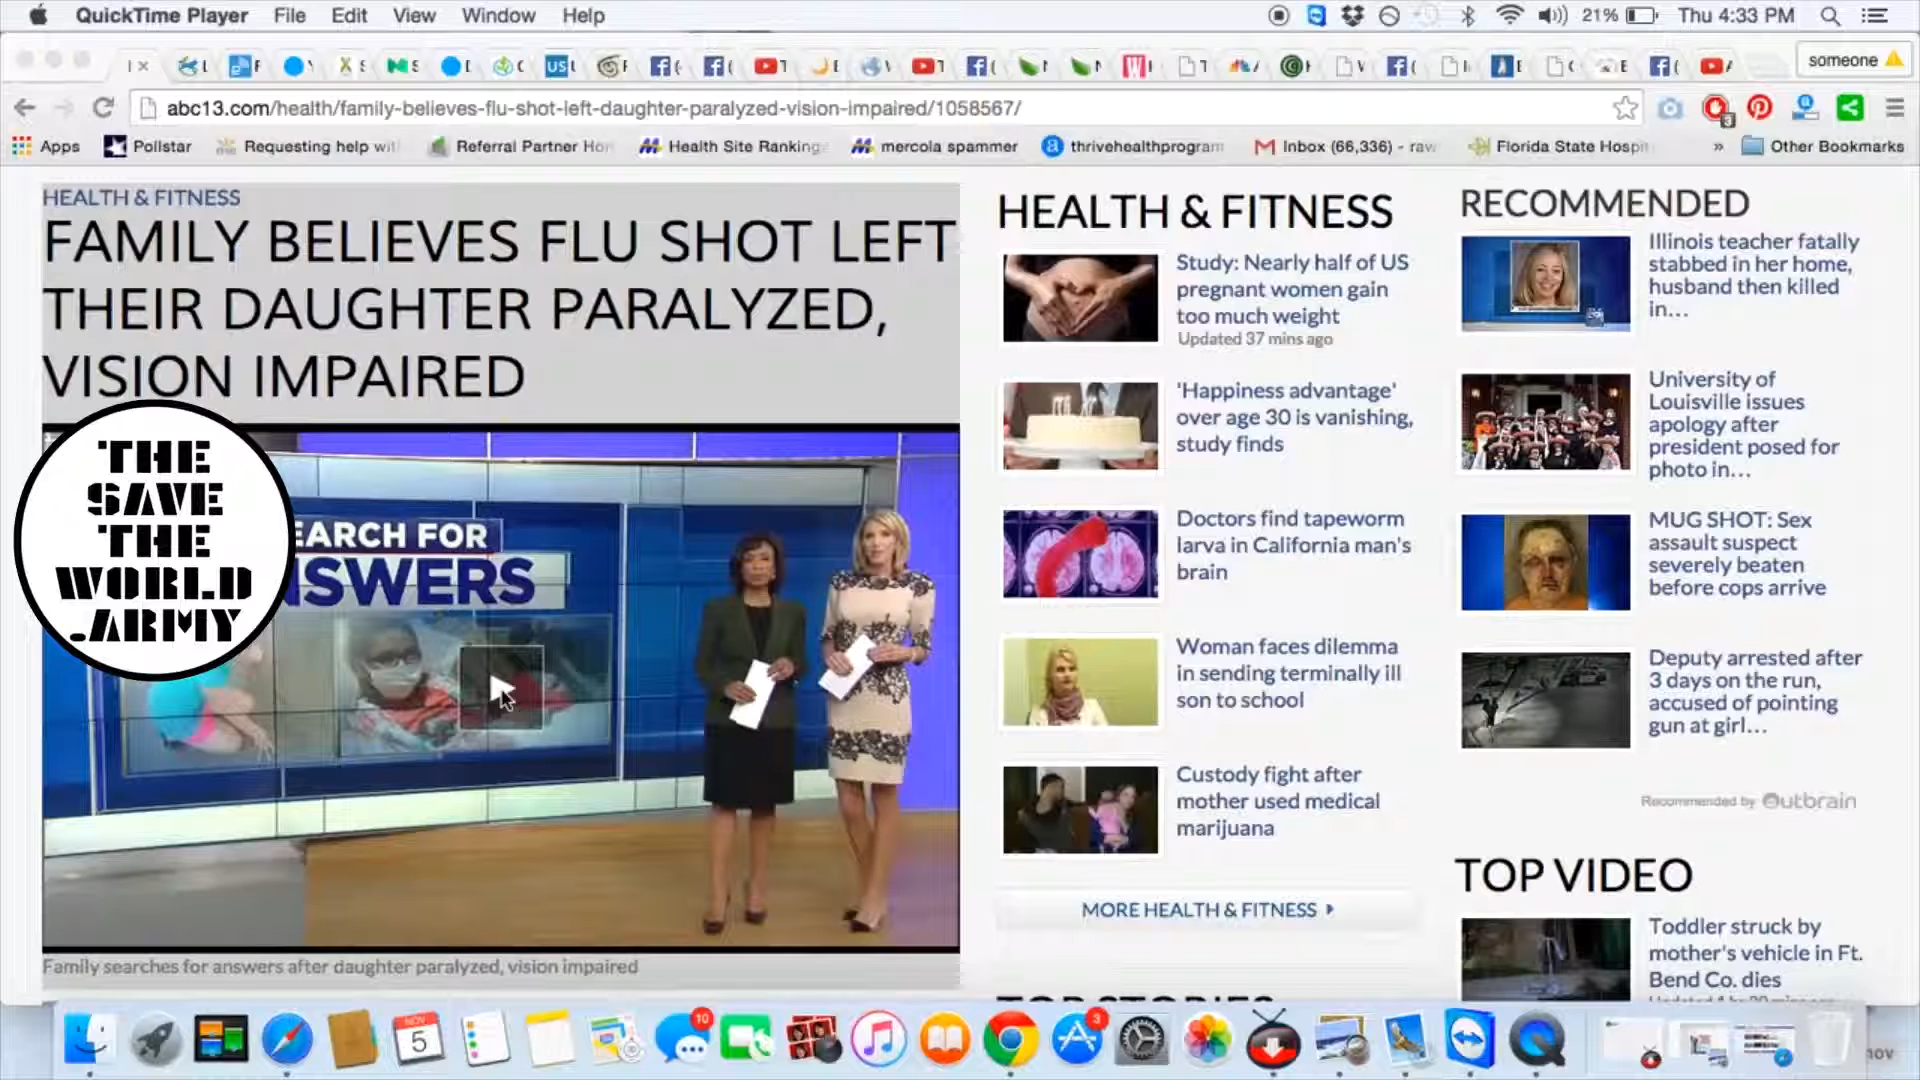 QuickTime Player File Edit View Window Help
21% Thu 4:33 PM
someone
abc13.com/health/family-believes-flu-shot-left-daughter-paralyzed-vision-impaired/1058567/
Apps Pollstar Requesting help wit Referral Partner Hon Health Site Rankings mercola spammer thrivehealthprogram Inbox (66,336) - raw Florida State Hospit » Other Bookmarks
HEALTH & FITNESS
FAMILY BELIEVES FLU SHOT LEFT
THEIR DAUGHTER PARALYZED,
VISION IMPAIRED
THE
SAVE
THE
WORLD
.ARMY
EARCH FOR
NSWERS
Family searches for answers after daughter paralyzed, vision impaired
HEALTH & FITNESS
Study: Nearly half of US
pregnant women gain
too much weight
Updated 37 mins ago
'Happiness advantage'
over age 30 is vanishing,
study finds
Doctors find tapeworm
larva in California man's
brain
Woman faces dilemma
in sending terminally ill
son to school
Custody fight after
mother used medical
marijuana
MORE HEALTH & FITNESS
TOP STORIES
RECOMMENDED
Illinois teacher fatally
stabbed in her home,
husband then killed
in...
University of
Louisville issues
apology after
president posed for
photo in...
MUG SHOT: Sex
assault suspect
severely beaten
before cops arrive
Deputy arrested after
3 days on the run,
accused of pointing
gun at girl...
Recommended by Outbrain
TOP VIDEO
Toddler struck by
mother's vehicle in Ft.
Bend Co. dies
NOV
5
10
3